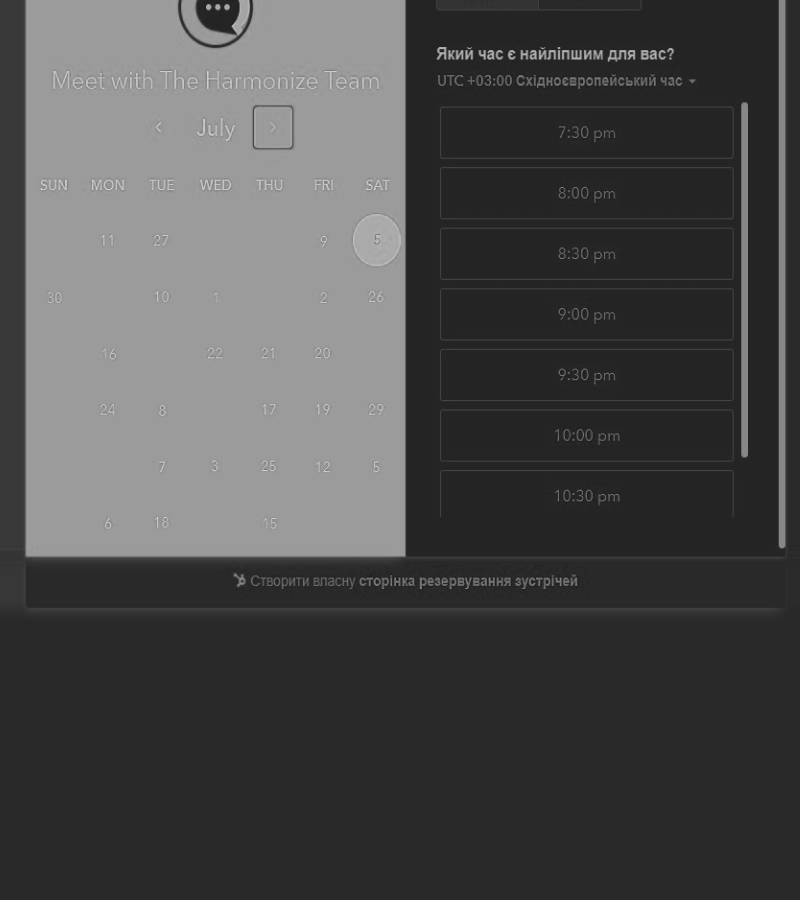 Meet with The Harmonize Team
July
SUN MON TUE WED THU FRI SAT
11 27 9 5
30 10 1 2 26
16 22 21 20
24 8 17 19 29
7 3 25 12 5
6 18 15
Який час є найліпшим для вас?
UTC +03:00 Східноєвропейський час
7:30 pm
8:00 pm
8:30 pm
9:00 pm
9:30 pm
10:00 pm
10:30 pm
Створити власну сторінка резервування зустрічей